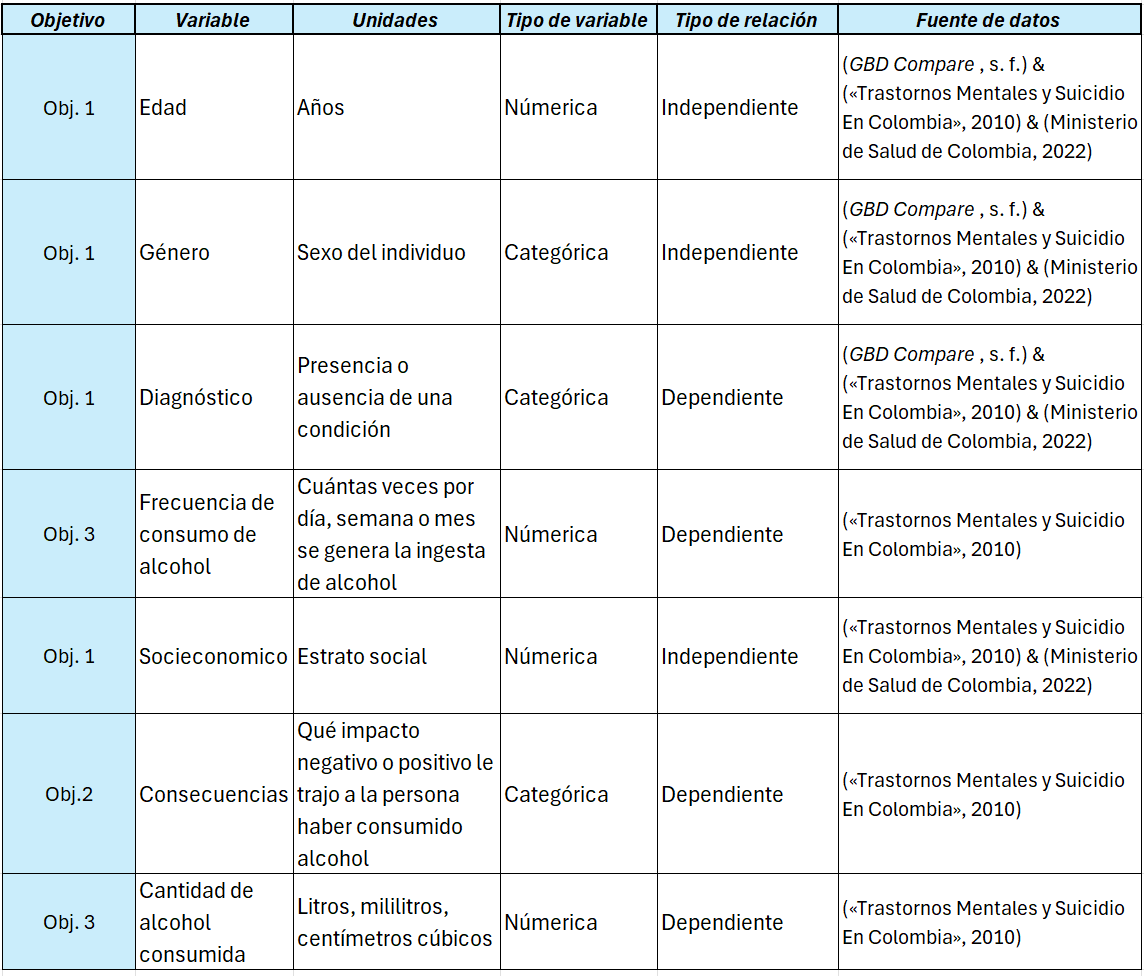 Objetivo Variable Unidades Tipo de variable Tipo de relación Fuente de datos
Obj. 1 Edad Años Númerica Independiente
(GBD Compare , s. f.) &
(«Trastornos Mentales y Suicidio
En Colombia», 2010) & (Ministerio
de Salud de Colombia, 2022)
Obj. 1 Género Sexo del individuo Categórica Independiente
(GBD Compare , s. f.) &
(«Trastornos Mentales y Suicidio
En Colombia», 2010) & (Ministerio
de Salud de Colombia, 2022)
Obj. 1 Diagnóstico
Presencia o
ausencia de una
condición
Categórica Dependiente
(GBD Compare , s. f.) &
(«Trastornos Mentales y Suicidio
En Colombia», 2010) & (Ministerio
de Salud de Colombia, 2022)
Obj. 3
Frecuencia de
consumo de
alcohol
Cuántas veces por
día, semana o mes
se genera la ingesta
de alcohol
Númerica Dependiente
(«Trastornos Mentales y Suicidio
En Colombia», 2010)
Obj. 1 Socieconomico Estrato social Númerica Independiente
(«Trastornos Mentales y Suicidio
En Colombia», 2010) & (Ministerio
de Salud de Colombia, 2022)
Obj.2 Consecuencias
Qué impacto
negativo o positivo le
trajo a la persona
haber consumido
alcohol
Categórica Dependiente
(«Trastornos Mentales y Suicidio
En Colombia», 2010)
Obj. 3
Cantidad de
alcohol
consumida
Litros, mililitros,
centímetros cúbicos
Númerica Dependiente
(«Trastornos Mentales y Suicidio
En Colombia», 2010)